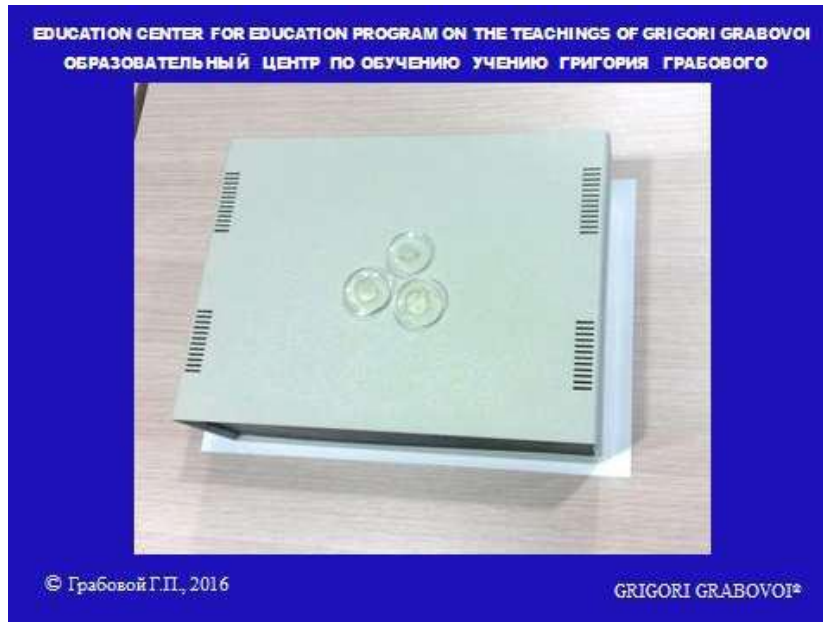 EDUCATION CENTER FOR EDUCATION PROGRAM ON THE TEACHINGS OF GRIGORI GRABOVOI
ОБРАЗОВАТЕЛЬНЫЙ ЦЕНТР ПО ОБУЧЕНИЮ УЧЕНИЮ ГРИГОРИЯ ГРАБОВОГО
© Грабовой Г.П., 2016
GRIGORI GRABOVOI®